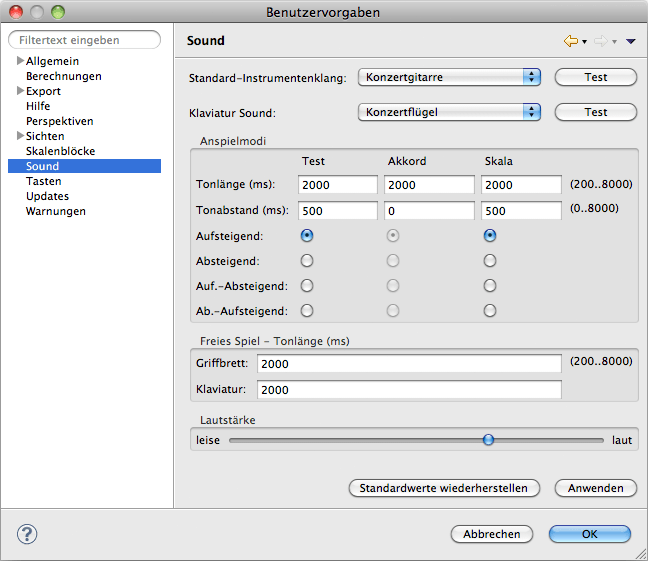 Benutzervorgaben
Filtertext eingeben
Allgemein
Berechnungen
Export
Hilfe
Perspektiven
Sichten
Skalenblöcke
Sound
Tasten
Updates
Warnungen
Sound
Standard-Instrumentenklang: Konzertgitarre Test
Klaviatur Sound: Konzertflügel Test
Anspielmodi
Test Akkord Skala
Tonlänge (ms): 2000 2000 2000 (200..8000)
Tonabstand (ms): 500 0 500 (0..8000)
Aufsteigend:
Absteigend:
Auf.-Absteigend:
Ab.-Aufsteigend:
Freies Spiel - Tonlänge (ms)
Griffbrett: 2000 (200..8000)
Klaviatur: 2000
Lautstärke
leise laut
Standardwerte wiederherstellen Anwenden
? Abbrechen OK